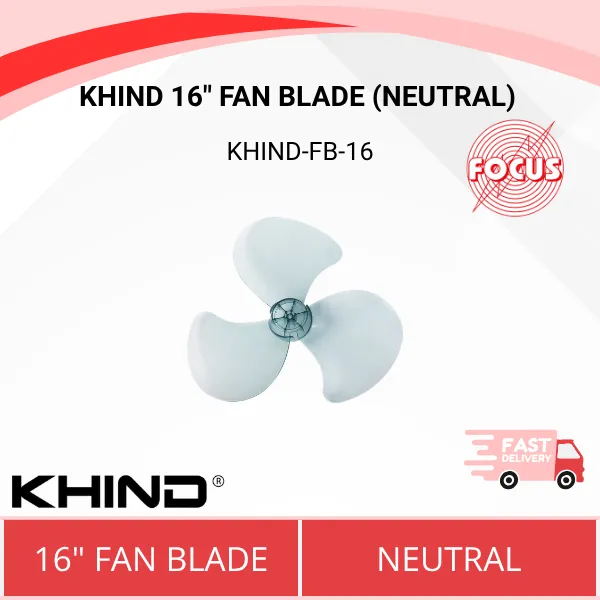 KHIND 16" FAN BLADE (NEUTRAL)
KHIND-FB-16
FOCUS
FAST
DELIVERY
KHIND®
16" FAN BLADE
NEUTRAL